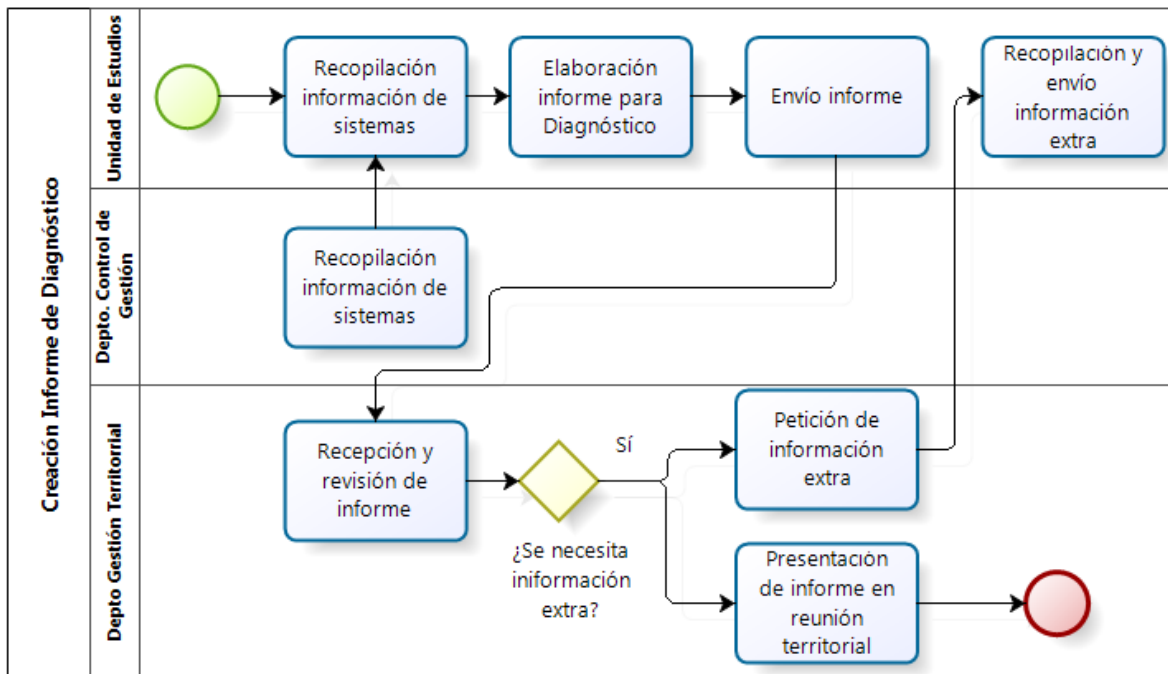 Creación Informe de Diagnóstico
Unidad de Estudios
Recopilación
información de
sistemas
Elaboración
informe para
Diagnóstico
Envío informe
Recopilación y
envío
información
extra
Depto. Control de
Gestión
Recopilación
información de
sistemas
Depto Gestión Territorial
Recepción y
revisión de
informe
¿Se necesita
iniformación
extra?
Sí
Petición de
información
extra
Presentación
de informe en
reunión
territorial